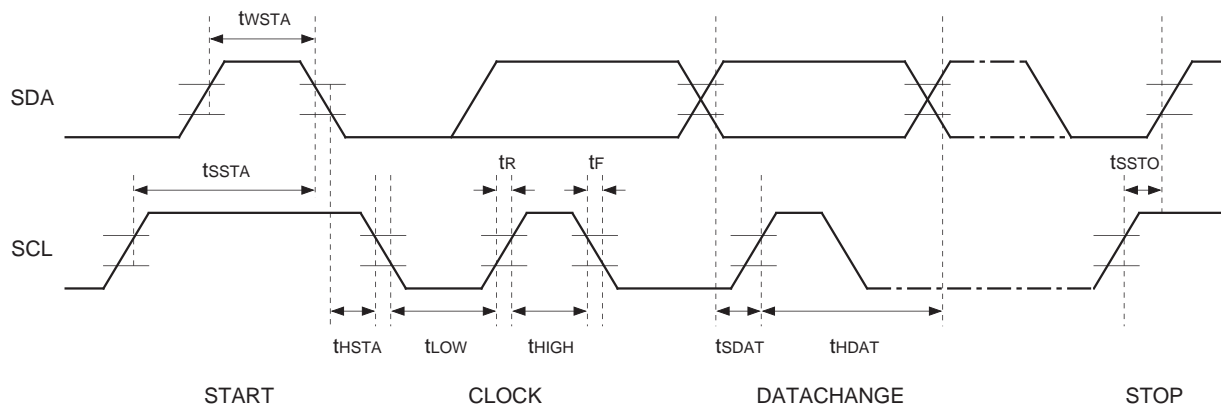 tWSTA
SDA
tSSTA
tR
tF
tSSTO
SCL
tHSTA
tLOW
tHIGH
tSDAT
tHDAT
START
CLOCK
DATACHANGE
STOP